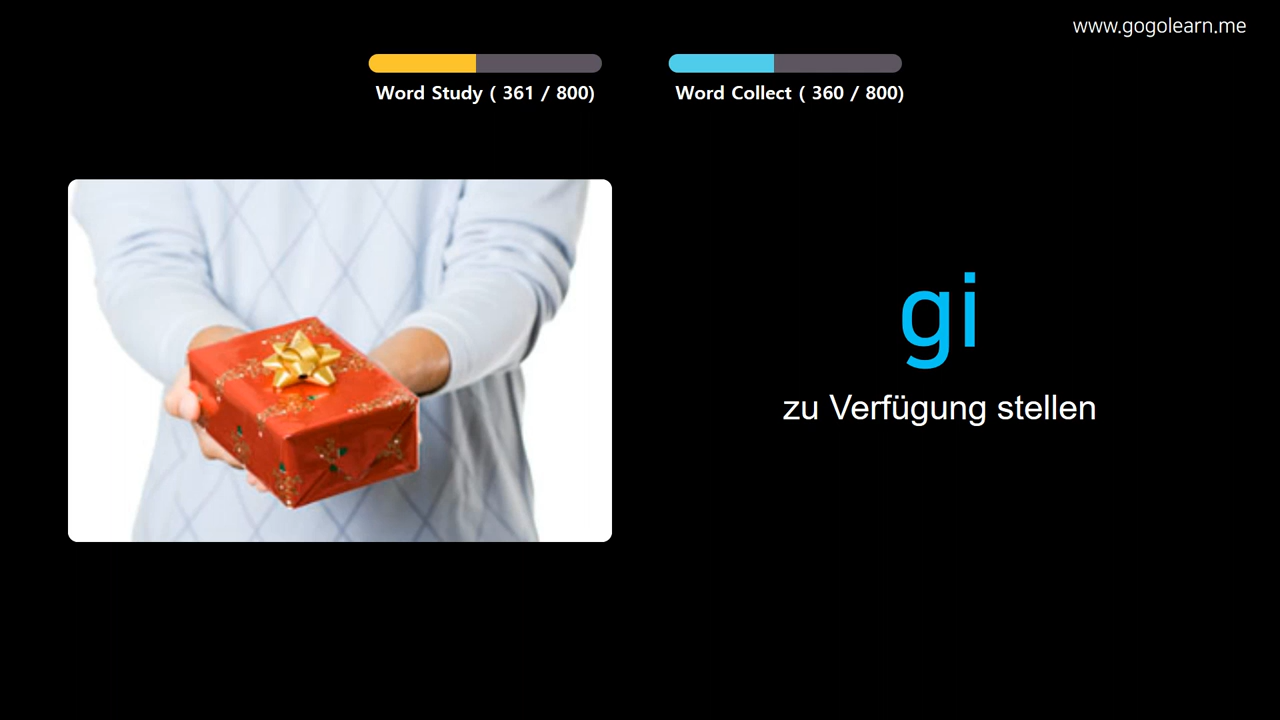 www.gogolearn.me
Word Study ( 361 / 800)
Word Collect ( 360 / 800)
gi
zu Verfügung stellen